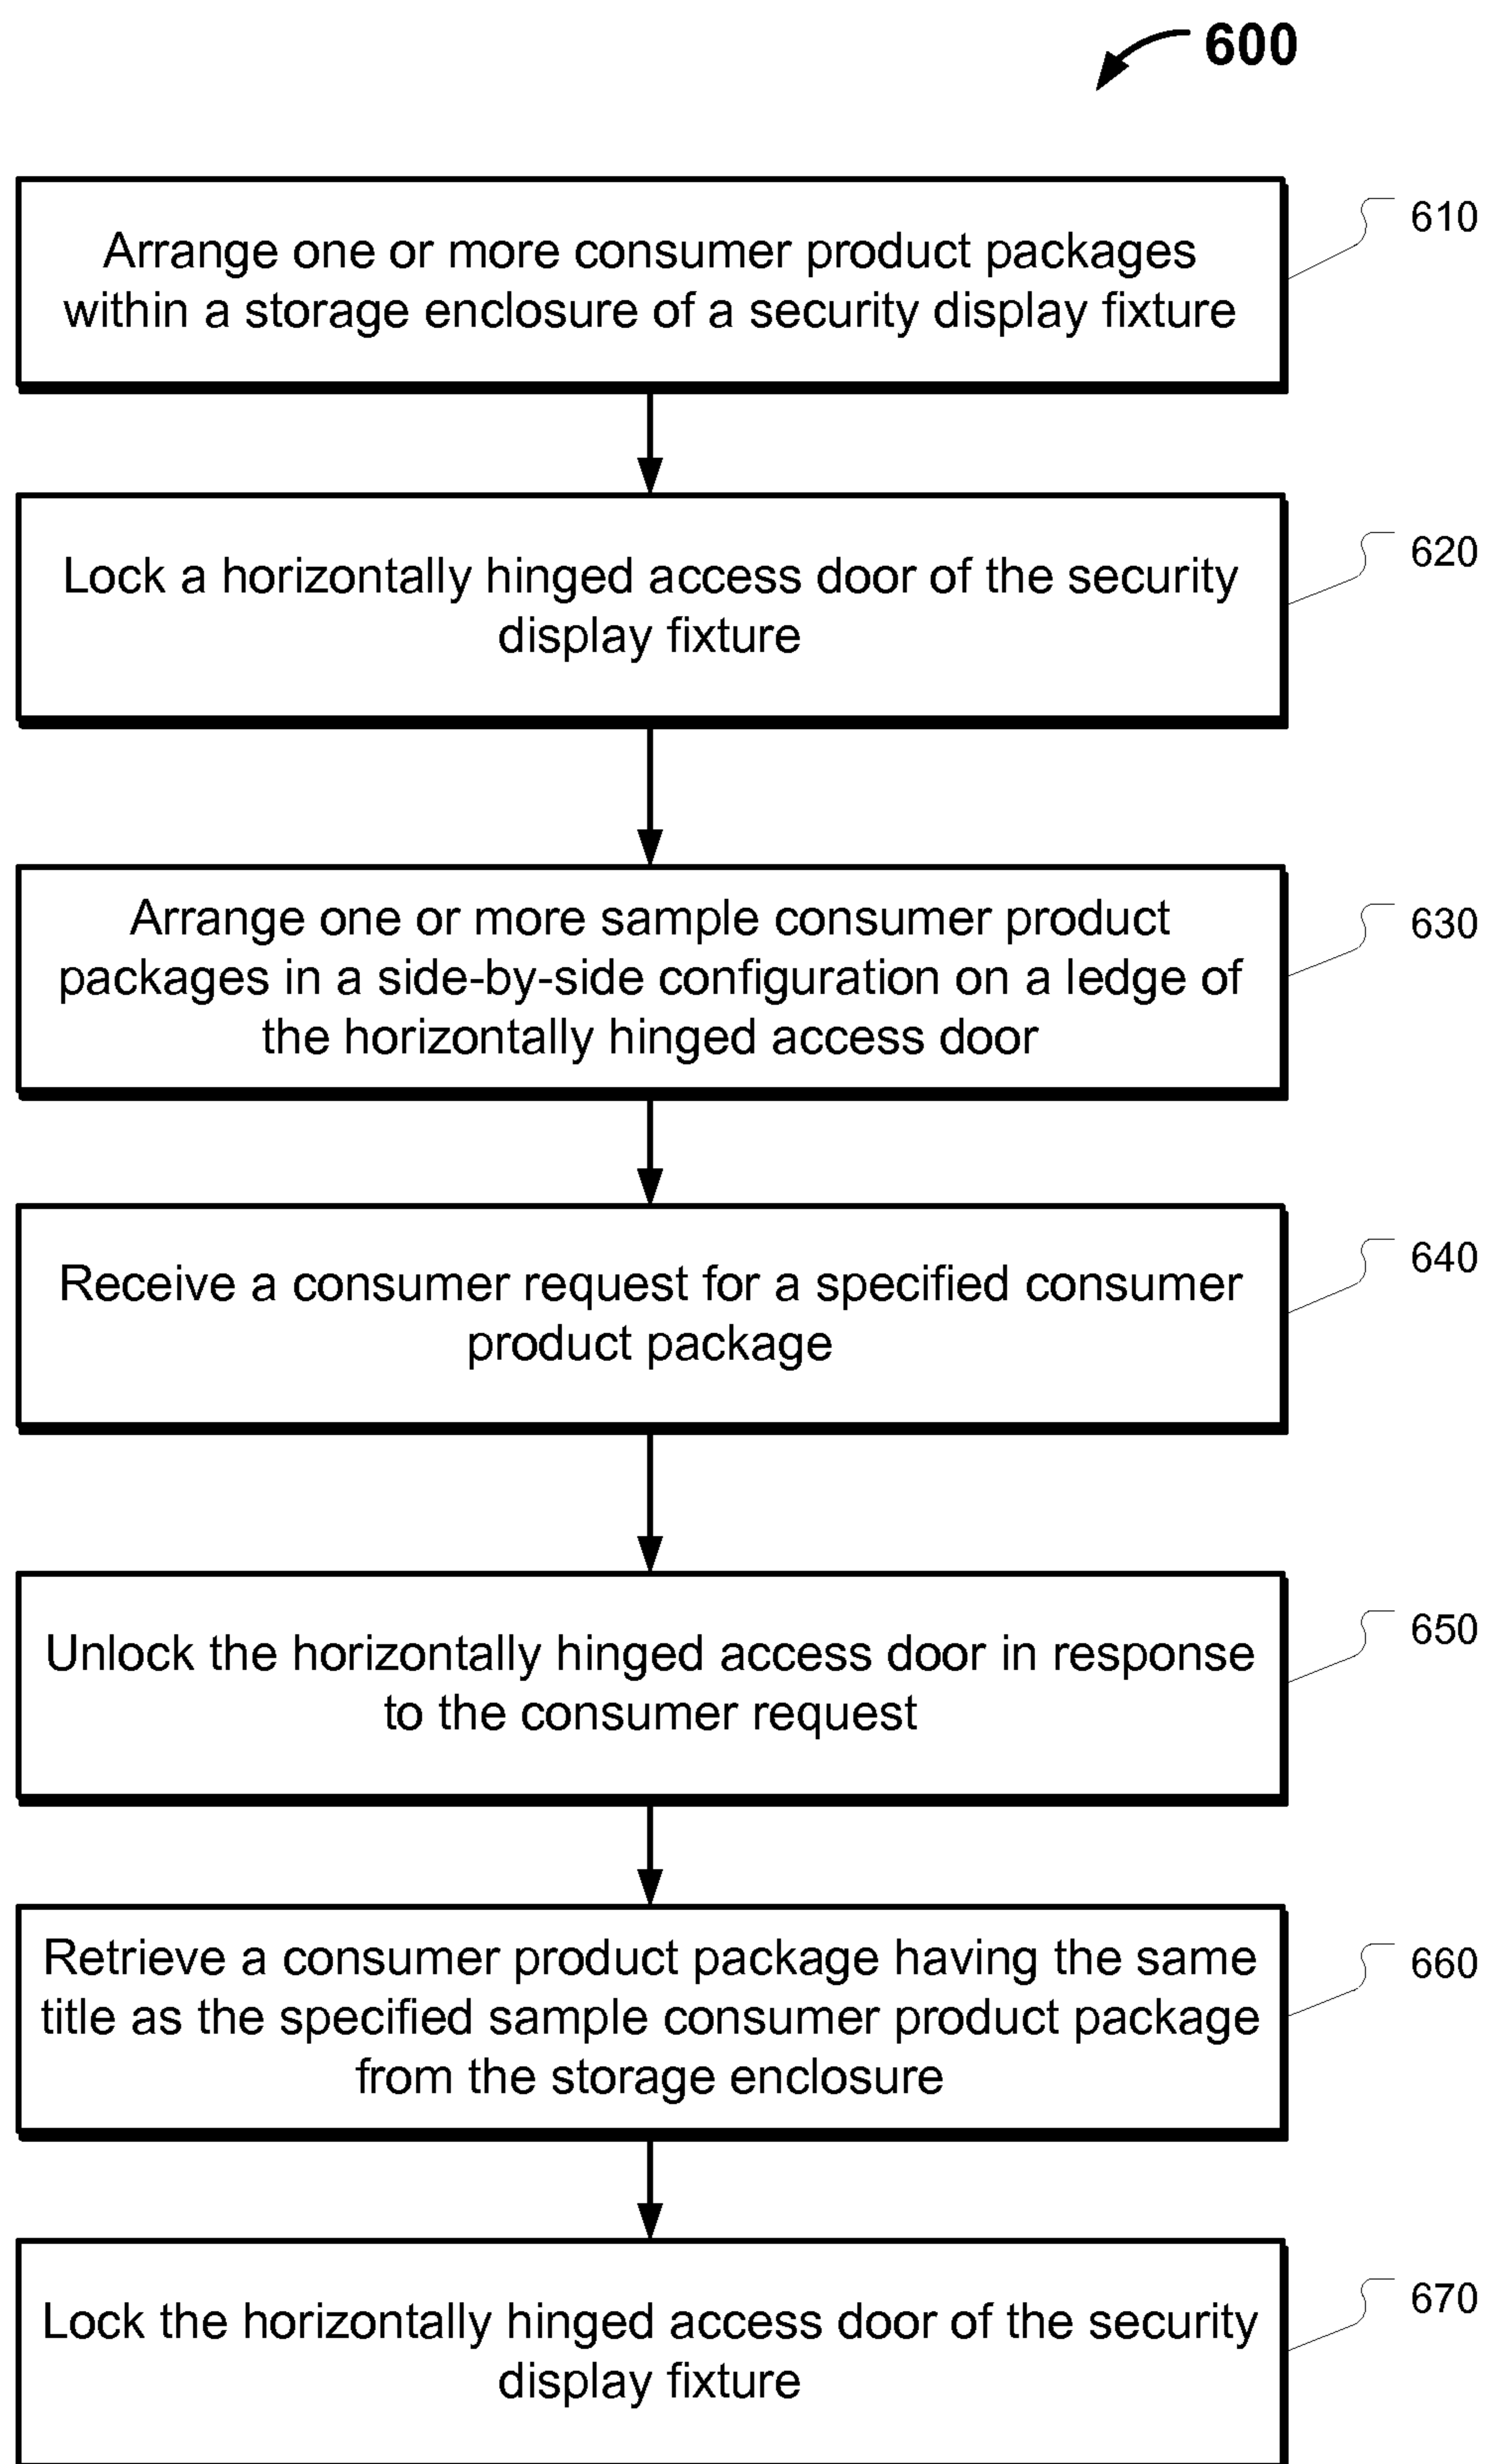 600
Arrange one or more consumer product packages
within a storage enclosure of a security display fixture
610
Lock a horizontally hinged access door of the security
display fixture
620
Arrange one or more sample consumer product
packages in a side-by-side configuration on a ledge of
the horizontally hinged access door
630
Receive a consumer request for a specified consumer
product package
640
Unlock the horizontally hinged access door in response
to the consumer request
650
Retrieve a consumer product package having the same
title as the specified sample consumer product package
from the storage enclosure
660
Lock the horizontally hinged access door of the security
display fixture
670